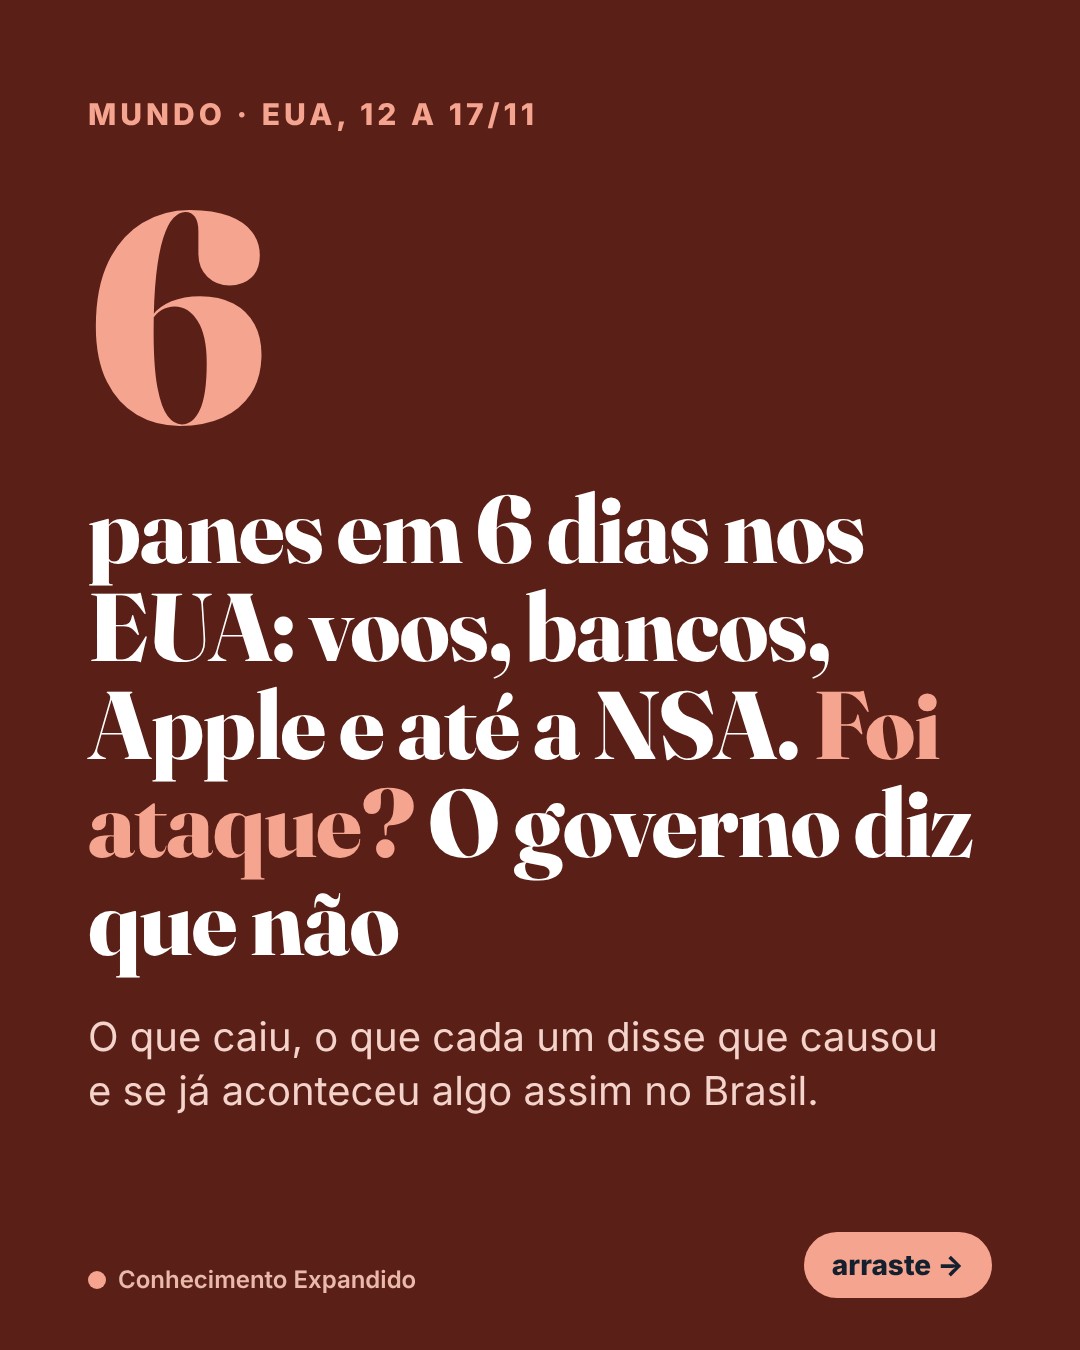 MUNDO · EUA, 12 A 17/11
6
panes em 6 dias nos
EUA: voos, bancos,
Apple e até a NSA. Foi
ataque? O governo diz
que não
O que caiu, o que cada um disse que causou
e se já aconteceu algo assim no Brasil.
Conhecimento Expandido
arraste →